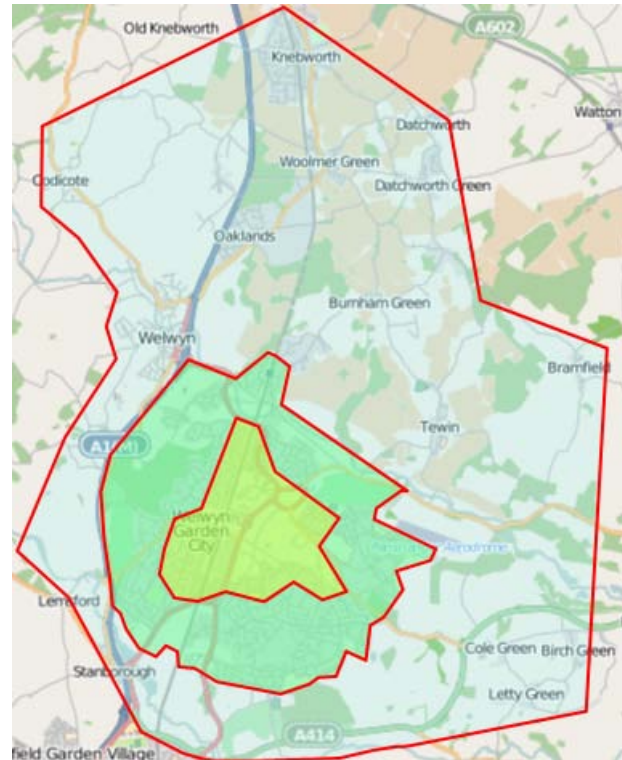 Old Knebworth
A602
Knebworth
Watton
Datchworth
Woolmer Green
Codicote
Datchworth Green
Oaklands
Burnham Green
Welwyn
Bramfield
Tewin
Welwyn
Garden
City
Aerodrome
Lemsford
Cole Green
Birch Green
Stanborough
Letty Green
A414
field Garden Village